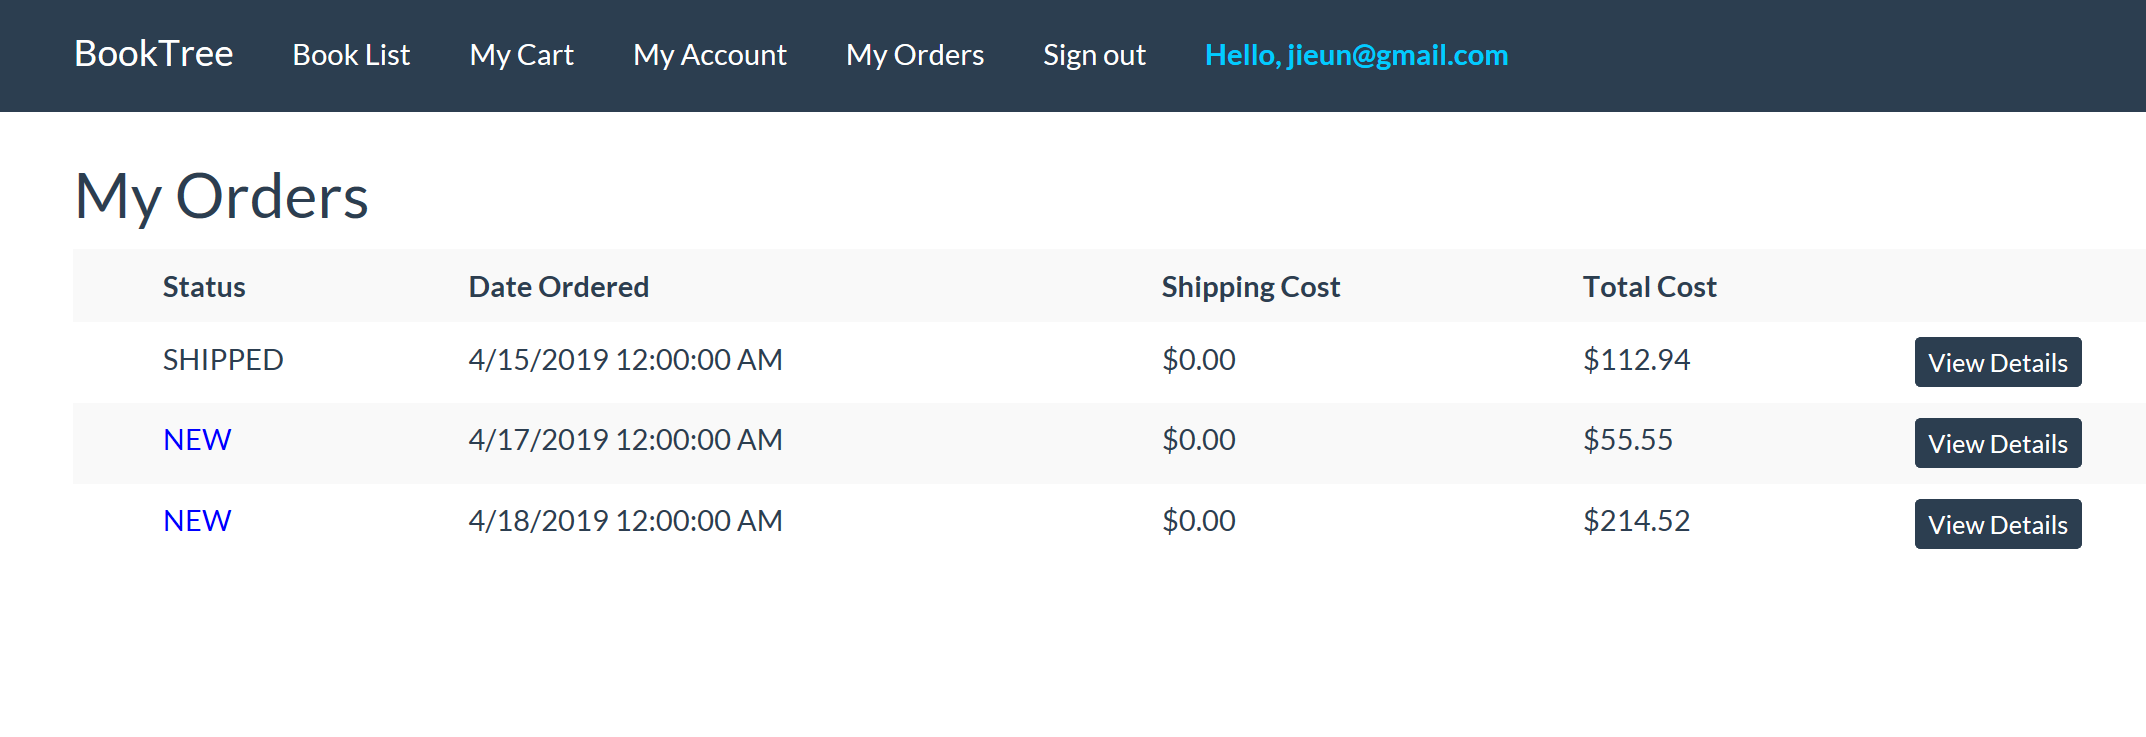 BookTree Book List My Cart My Account My Orders Sign out Hello, jieun@gmail.com
My Orders
Status Date Ordered Shipping Cost Total Cost
SHIPPED 4/15/2019 12:00:00 AM $0.00 $112.94 View Details
NEW 4/17/2019 12:00:00 AM $0.00 $55.55 View Details
NEW 4/18/2019 12:00:00 AM $0.00 $214.52 View Details